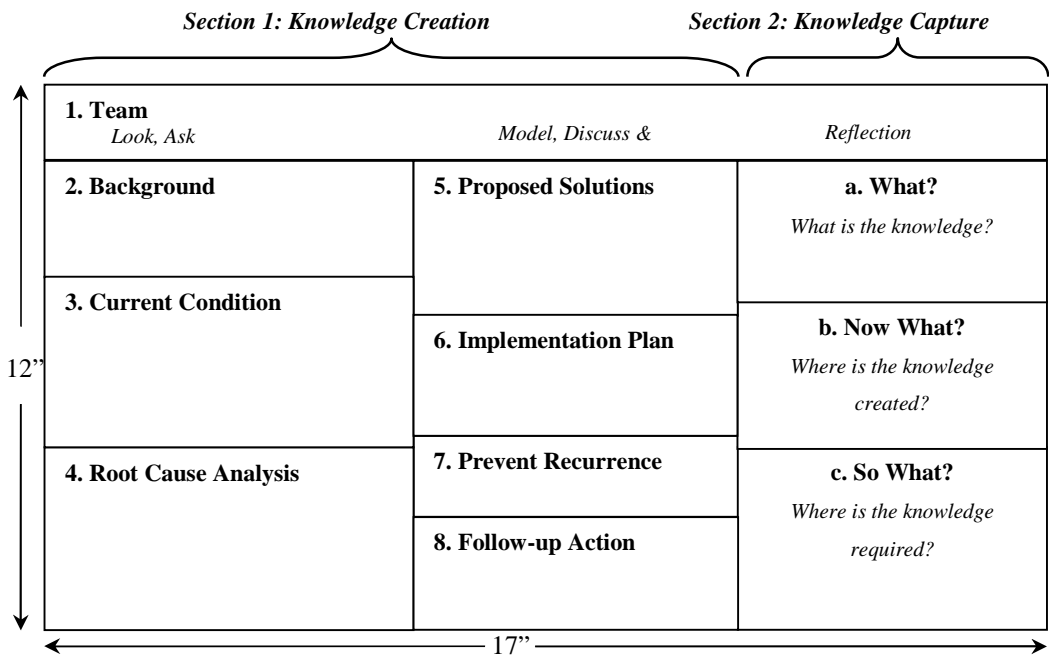 Section 1: Knowledge Creation
Section 2: Knowledge Capture
1. Team
Look, Ask
Model, Discuss &
Reflection
2. Background
3. Current Condition
4. Root Cause Analysis
5. Proposed Solutions
6. Implementation Plan
7. Prevent Recurrence
8. Follow-up Action
a. What?
What is the knowledge?
b. Now What?
Where is the knowledge
created?
c. So What?
Where is the knowledge
required?
12”
17”